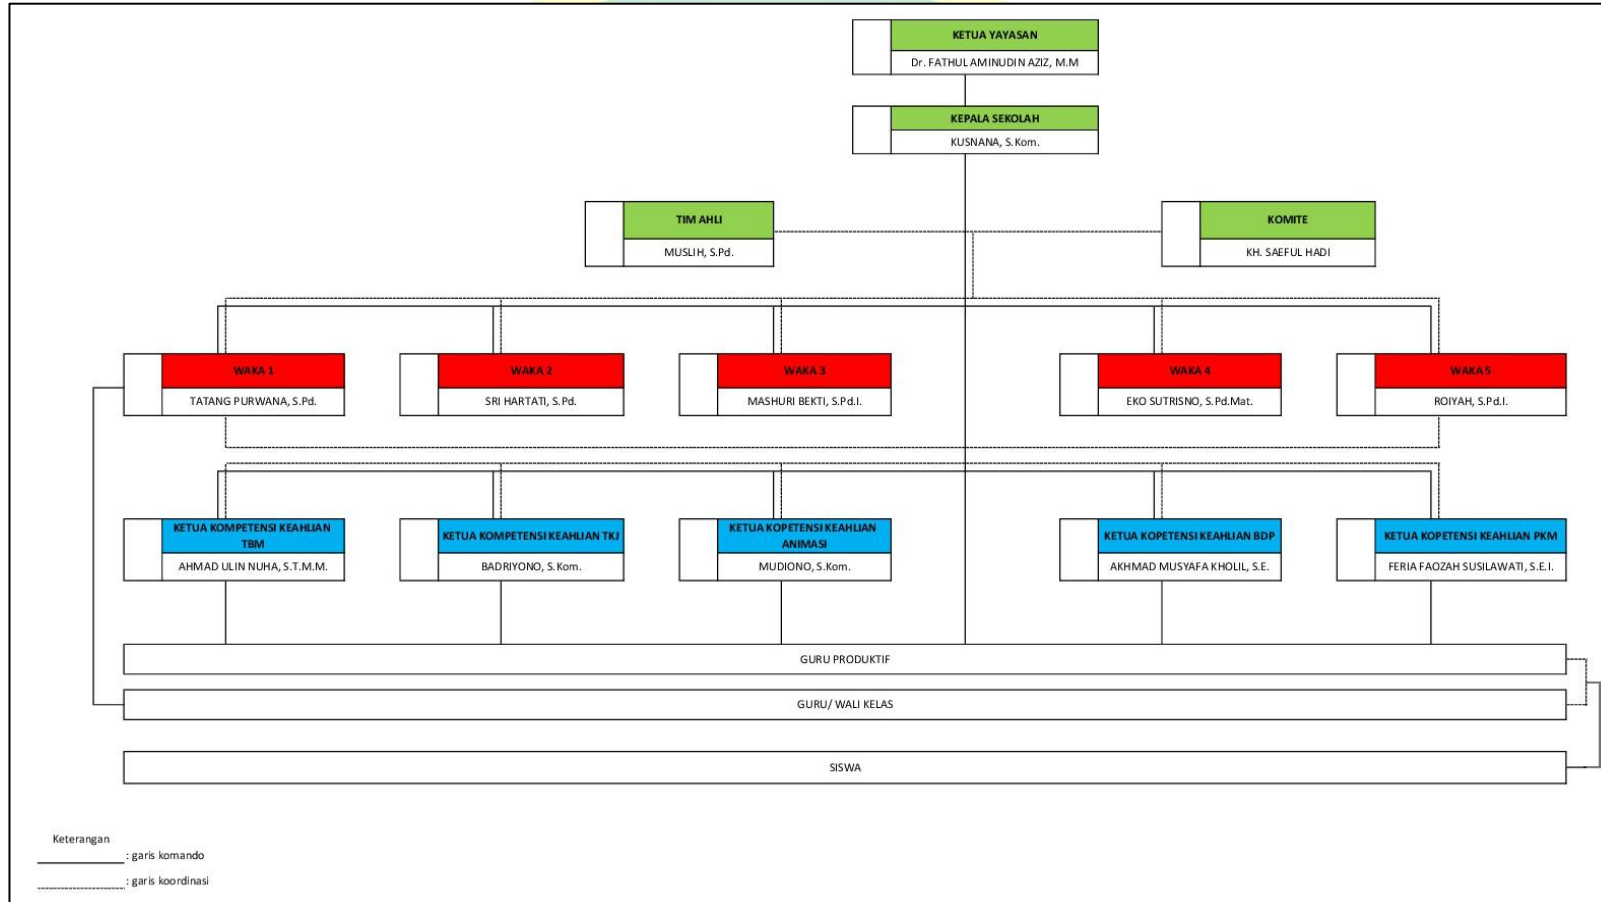 KETUA YAYASAN
Dr. FATHUL AMINUDIN AZIZ, M.M
KEPALA SEKOLAH
KUSNANA, S.Kom.
TIM AHLI
MUSLIH, S.Pd.
KOMITE
KH. SAEFUL HADI
WAKA 1
TATANG PURWANA, S.Pd.
WAKA 2
SRI HARTATI, S.Pd.
WAKA 3
MASHURI BEKTI, S.Pd.I.
WAKA 4
EKO SUTRISNO, S.Pd.Mat.
WAKA 5
ROIYAH, S.Pd.I.
KETUA KOMPETENSI KEAHLIAN
TBM
AHMAD ULIN NUHA, S.T.M.M.
KETUA KOMPETENSI KEAHLIAN TKJ
BADRIYONO, S.Kom.
KETUA KOPETENSI KEAHLIAN
ANIMASI
MUDIONO, S.Kom.
KETUA KOPETENSI KEAHLIAN BDP
AKHMAD MUSYAFA KHOLIL, S.E.
KETUA KOPETENSI KEAHLIAN PKM
FERIA FAOZAH SUSILAWATI, S.E.I.
GURU PRODUKTIF
GURU/ WALI KELAS
SISWA
Keterangan
: garis komando
: garis koordinasi